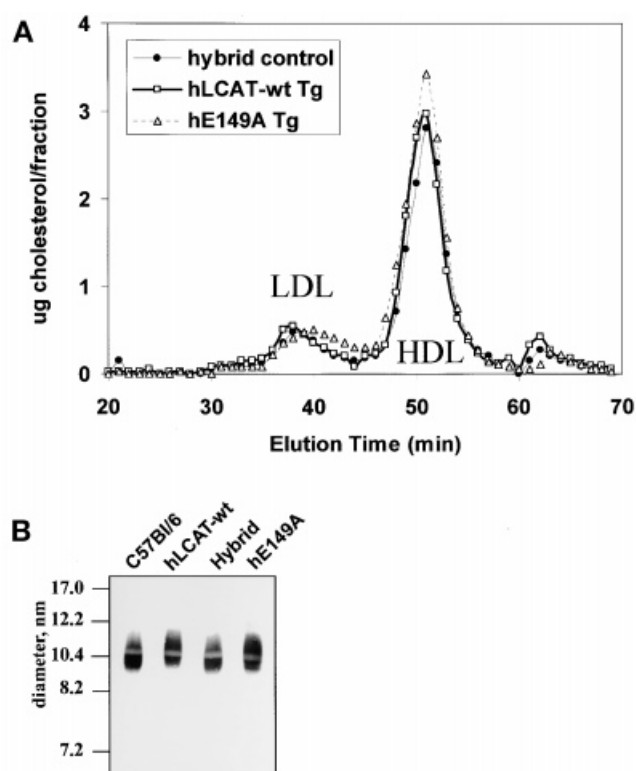 A
4
3
2
1
0
ug cholesterol/fraction
hybrid control
hLCAT-wt Tg
hE149A Tg
LDL
HDL
20 30 40 50 60 70
Elution Time (min)
B
C57Bl/6 hLCAT-wt Hybrid hE149A
diameter, nm
17.0
12.2
10.4
8.2
7.2